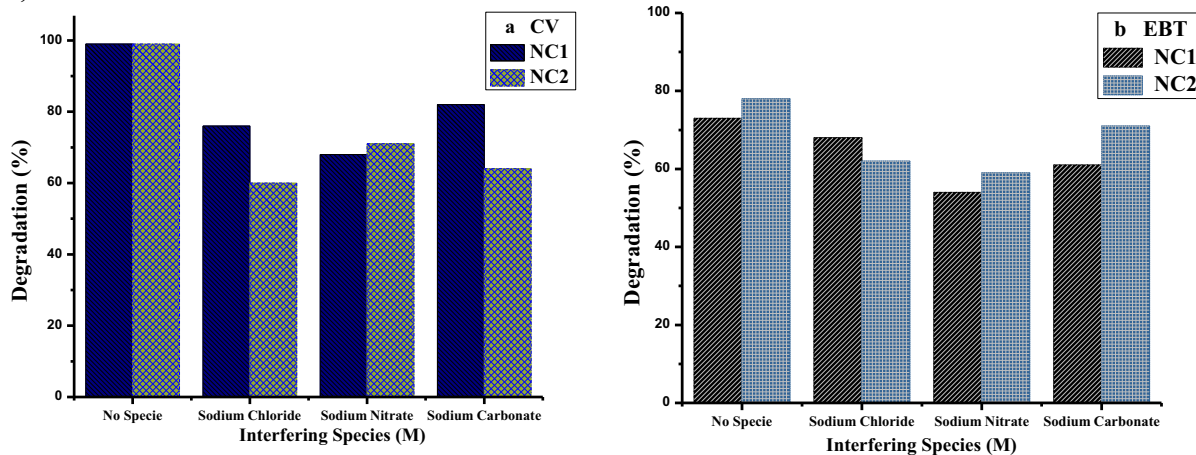 )
a CV
NC1
NC2
100
80
60
40
20
0
Degradation (%)
No Specie Sodium Chloride Sodium Nitrate Sodium Carbonate
Interfering Species (M)
b EBT
NC1
NC2
100
80
60
40
20
0
Degradation (%)
No Specie Sodium Chloride Sodium Nitrate Sodium Carbonate
Interfering Species (M)